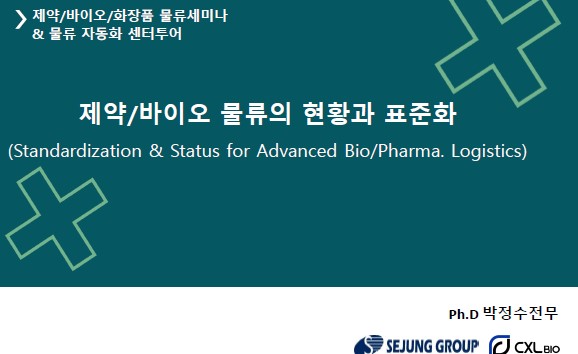 제약/바이오/화장품 물류세미나
& 물류 자동화 센터투어
제약/바이오 물류의 현황과 표준화
(Standardization & Status for Advanced Bio/Pharma. Logistics)
Ph.D 박정수전무
SEJUNG GROUP CXL BIO